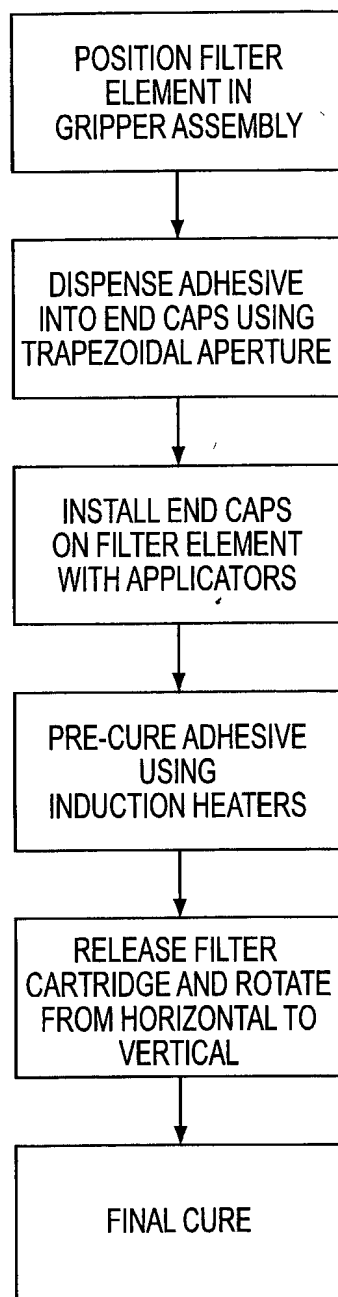 POSITION FILTER
ELEMENT IN
GRIPPER ASSEMBLY
DISPENSE ADHESIVE
INTO END CAPS USING
TRAPEZOIDAL APERTURE
INSTALL END CAPS
ON FILTER ELEMENT
WITH APPLICATORS
PRE-CURE ADHESIVE
USING
INDUCTION HEATERS
RELEASE FILTER
CARTRIDGE AND ROTATE
FROM HORIZONTAL TO
VERTICAL
FINAL CURE